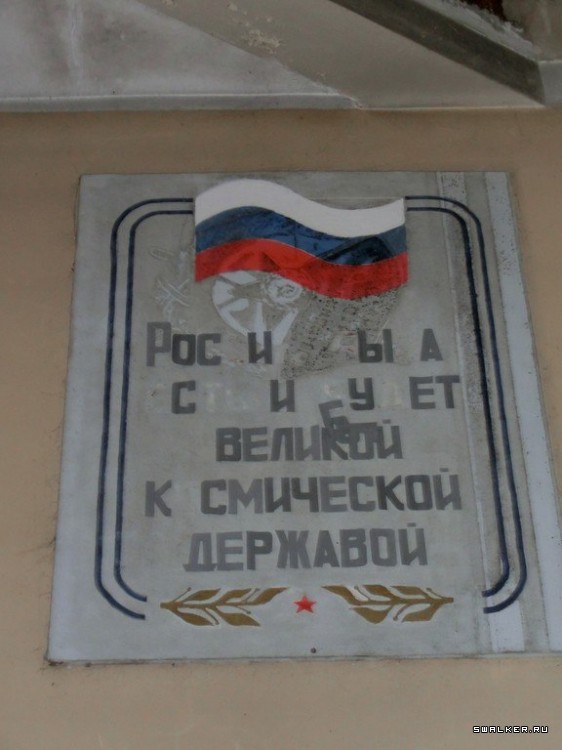 Рос и ы а
с и у ет
великой
к смической
державой
SWALKER.RU